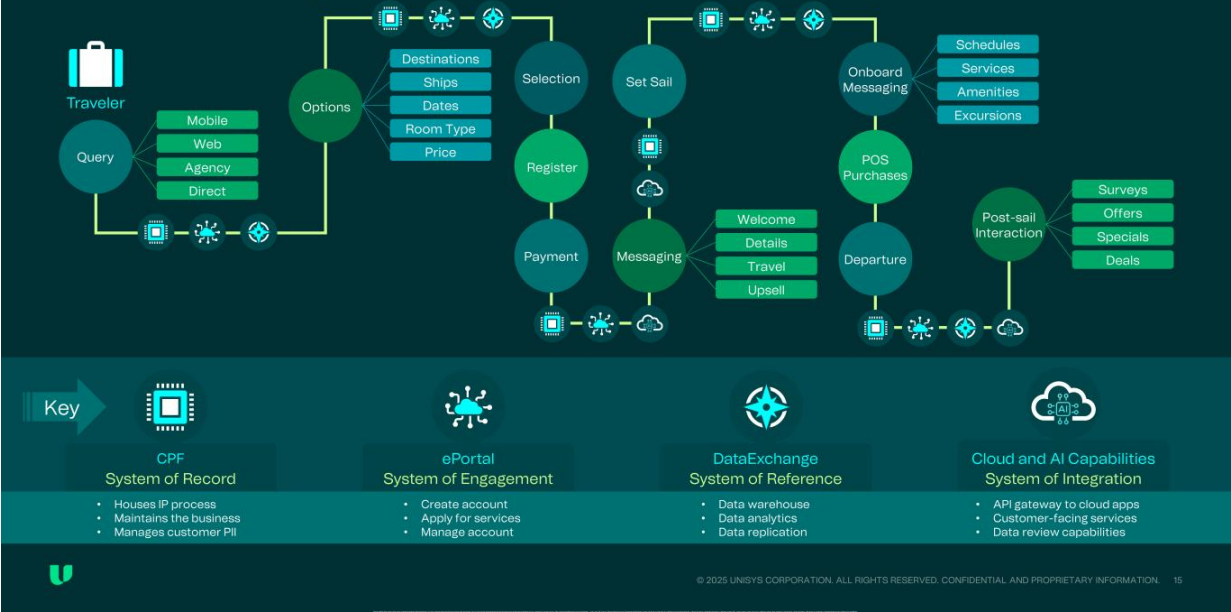 Traveler
Query
Mobile
Web
Agency
Direct
Options
Destinations
Ships
Dates
Room Type
Price
Selection
Register
Payment
Set Sail
Messaging
Welcome
Details
Travel
Upsell
Onboard
Messaging
Schedules
Services
Amenities
Excursions
POS
Purchases
Departure
Post-sail
Interaction
Surveys
Offers
Specials
Deals
Key
CPF
System of Record
• Houses IP process
• Maintains the business
• Manages customer PII
ePortal
System of Engagement
• Create account
• Apply for services
• Manage account
DataExchange
System of Reference
• Data warehouse
• Data analytics
• Data replication
AI
Cloud and AI Capabilities
System of Integration
• API gateway to cloud apps
• Customer-facing services
• Data review capabilities
© 2025 UNISYS CORPORATION. ALL RIGHTS RESERVED. CONFIDENTIAL AND PROPRIETARY INFORMATION. 15